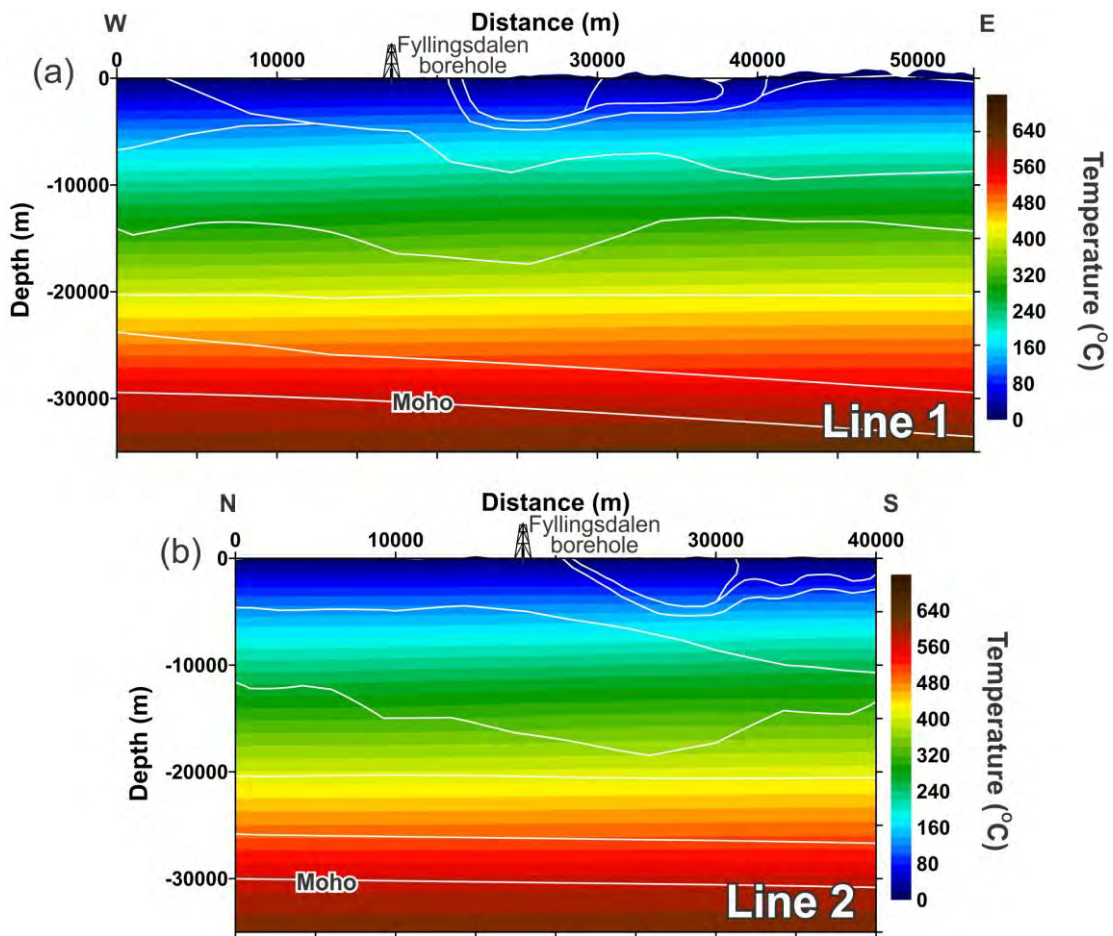 W
Distance (m)
E
(a)
0
10000
Fyllingsdalen
borehole
30000
40000
50000
0
-10000
-20000
-30000
Depth (m)
Moho
Line 1
640
560
480
400
320
240
160
80
0
Temperature (°C)
N
Distance (m)
S
(b)
0
10000
Fyllingsdalen
borehole
30000
40000
0
-10000
-20000
-30000
Depth (m)
Moho
Line 2
640
560
480
400
320
240
160
80
0
Temperature (°C)